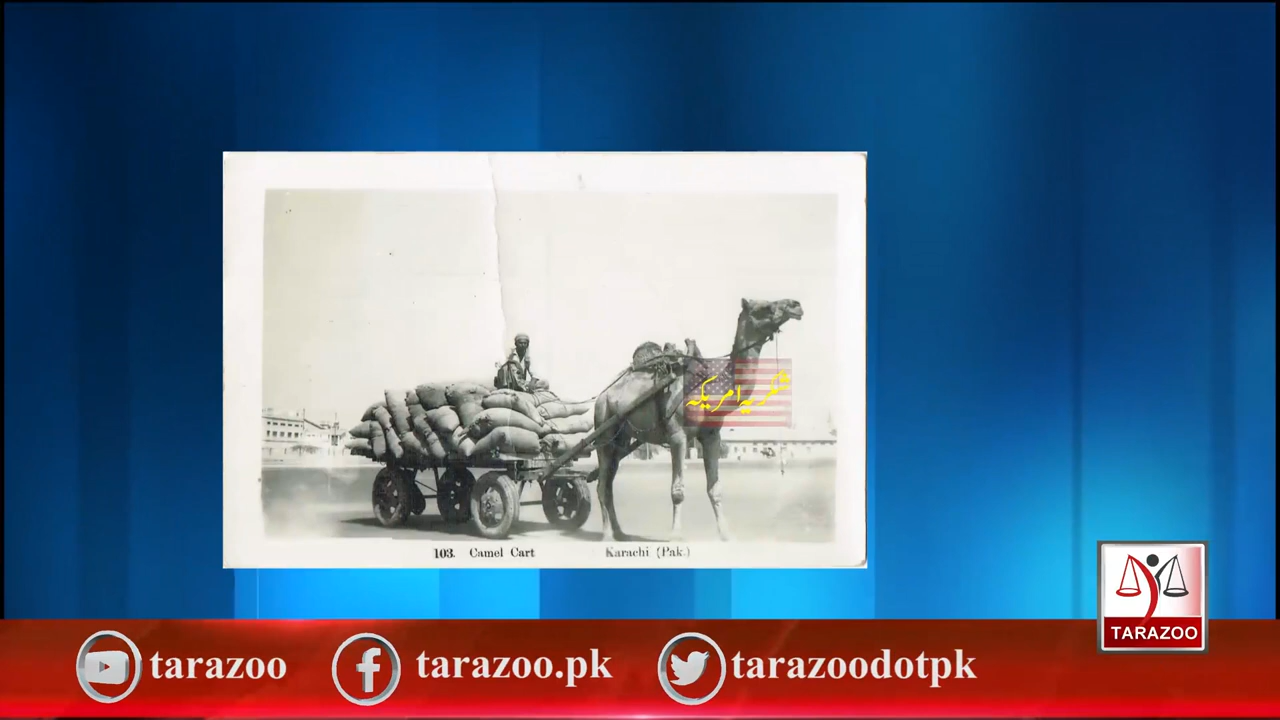 شکریہ امریکہ
103. Camel Cart Karachi (Pak.)
TARAZOO
tarazoo
tarazoo.pk
tarazoodotpk